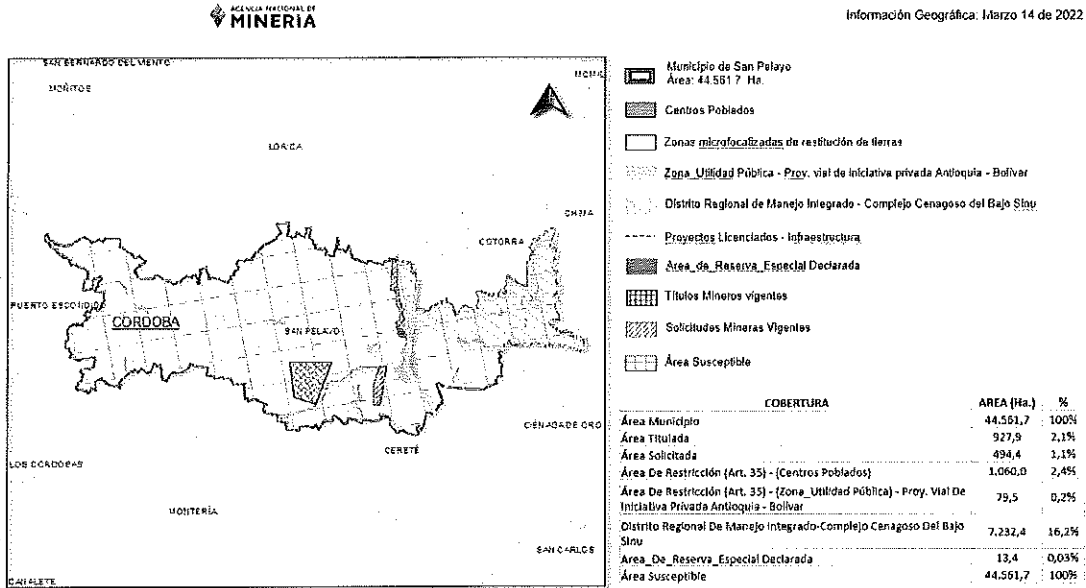 AGENCIA NACIONAL DE
MINERÍA
Información Geográfica: Marzo 14 de 2022
SAN BERNARDO DEL VIENTO
MOÑITOS
MOMIL
LORICA
CHIMA
COTORRA
PUERTO ESCONDIDO
CORDOBA
SAN PELAYO
CIÉNAGA DE ORO
CERETÉ
LOS CÓRDOBAS
MONTERÍA
SAN CARLOS
CANALETE
Municipio de San Pelayo
Área: 44.561 7 Ha.
Centros Poblados
Zonas microfocalizadas de restitución de tierras
Zona_Utilidad Pública - Proy. vial de iniciativa privada Antioquia - Bolívar
Distrito Regional de Manejo Integrado - Complejo Cenagoso del Bajo Sinu
Proyectos Licenciados - Infraestructura
Area_de_Reserva_Especial Declarada
Títulos Mineros vigentes
Solicitudes Mineras Vigentes
Área Susceptible
COBERTURA AREA (Ha.) %
Área Municipio 44.561,7 100%
Área Titulada 927,9 2,1%
Área Solicitada 494,4 1,1%
Área De Restricción (Art. 35) - (Centros Poblados) 1.060,0 2,4%
Área De Restricción (Art. 35) - (Zona_Utilidad Pública) - Proy. Vial De
Iniciativa Privada Antioquia - Bolívar 79,5 0,2%
Distrito Regional De Manejo Integrado-Complejo Cenagoso Del Bajo
Sinu 7.232,4 16,2%
Area_De_Reserva_Especial Declarada 13,4 0,03%
Área Susceptible 44.561,7 100%